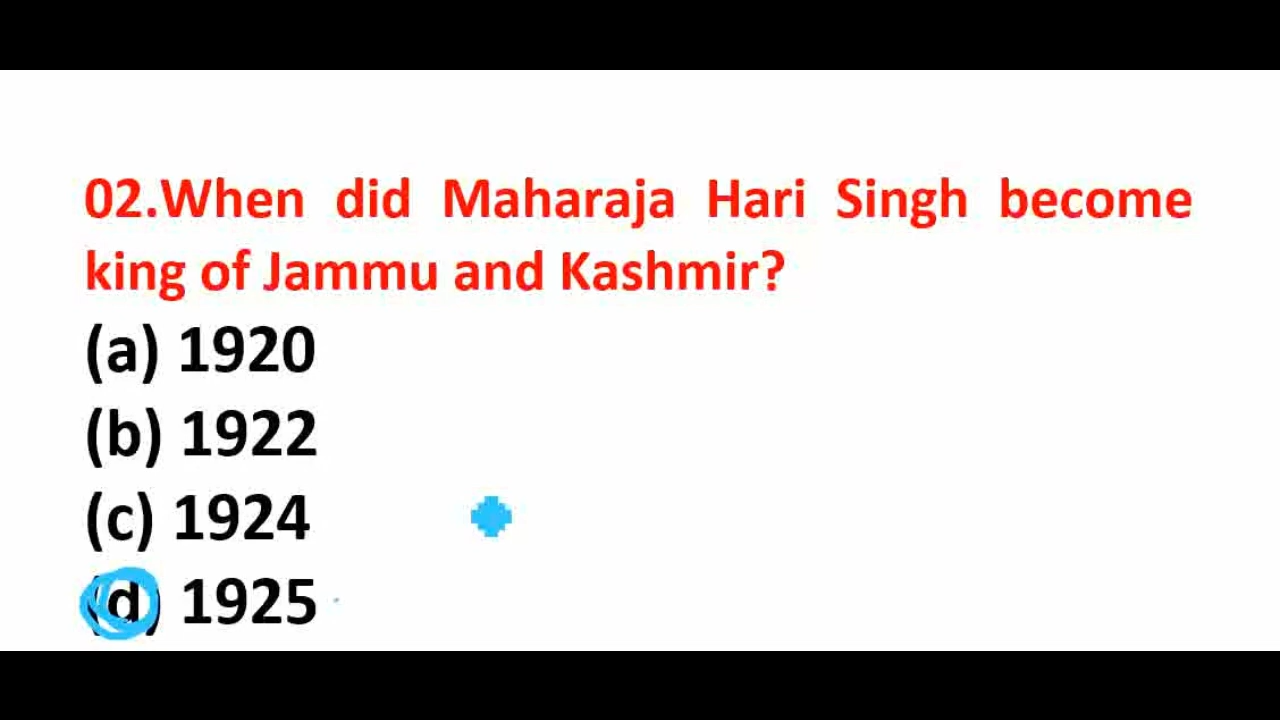 02.When did Maharaja Hari Singh become
king of Jammu and Kashmir?
(a) 1920
(b) 1922
(c) 1924
(d) 1925